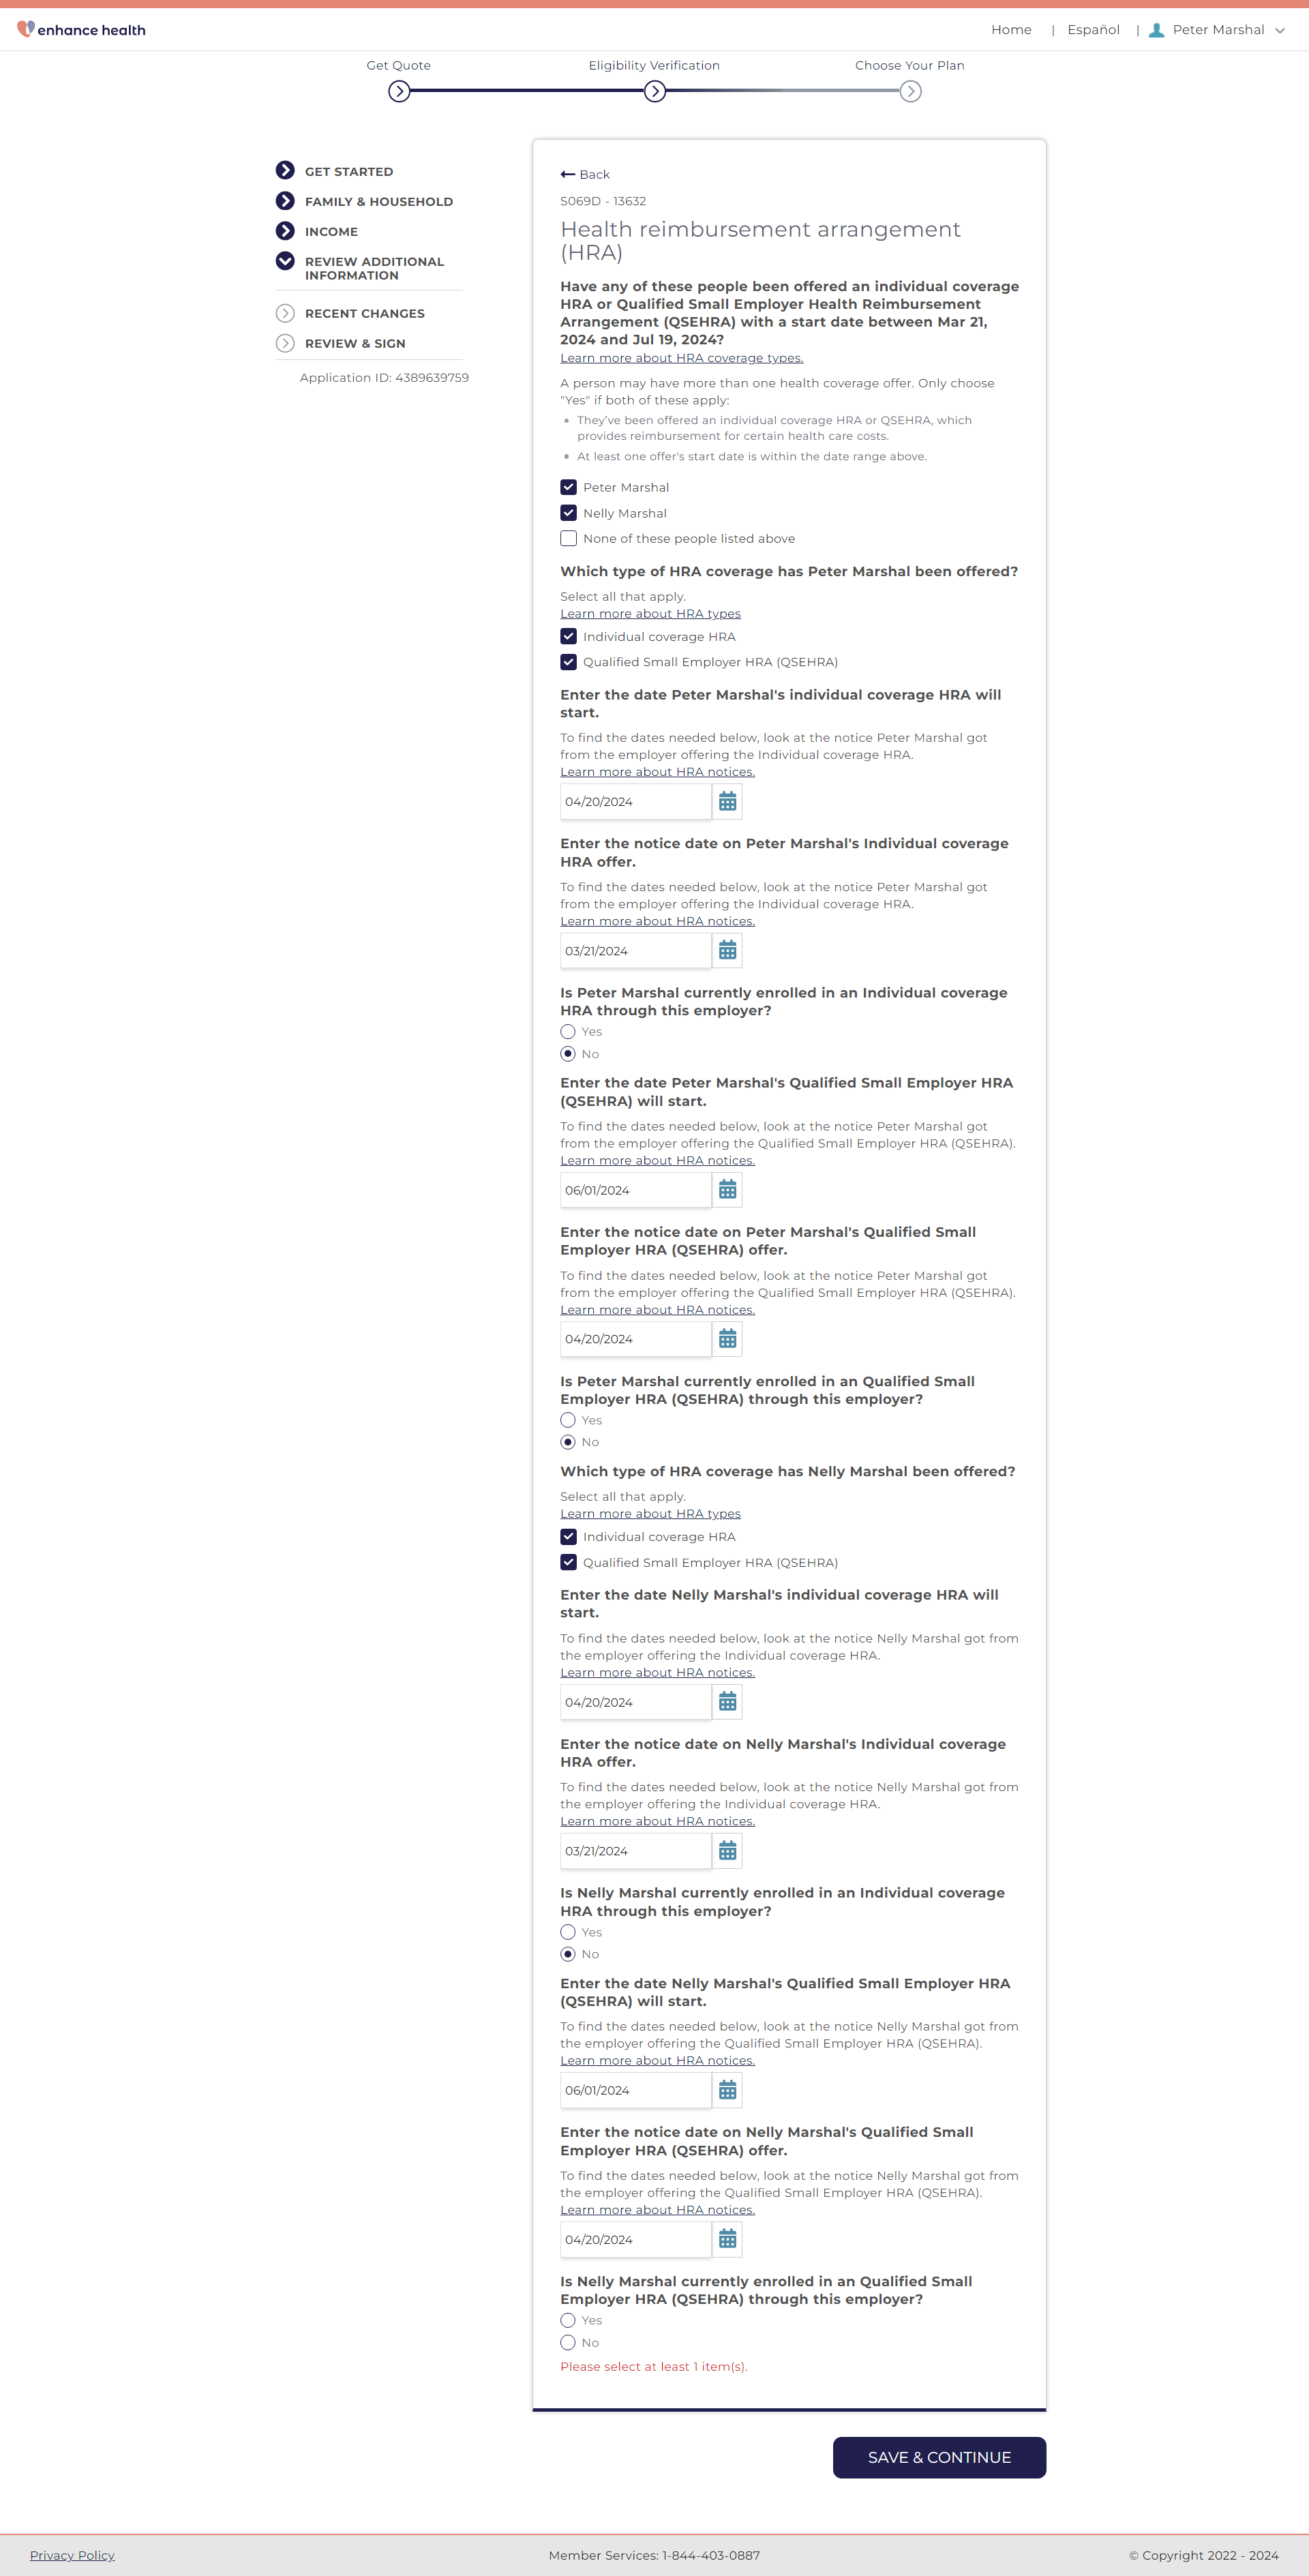 enhance health
Home | Español | Peter Marshal
Get Quote
Eligibility Verification
Choose Your Plan
GET STARTED
FAMILY & HOUSEHOLD
INCOME
REVIEW ADDITIONAL
INFORMATION
RECENT CHANGES
REVIEW & SIGN
Application ID: 4389639759
Back
S069D - 13632
Health reimbursement arrangement
(HRA)
Have any of these people been offered an individual coverage
HRA or Qualified Small Employer Health Reimbursement
Arrangement (QSEHRA) with a start date between Mar 21,
2024 and Jul 19, 2024?
Learn more about HRA coverage types.
A person may have more than one health coverage offer. Only choose
"Yes" if both of these apply:
• They've been offered an individual coverage HRA or QSEHRA, which
provides reimbursement for certain health care costs.
• At least one offer's start date is within the date range above.
Peter Marshal
Nelly Marshal
None of these people listed above
Which type of HRA coverage has Peter Marshal been offered?
Select all that apply.
Learn more about HRA types
Individual coverage HRA
Qualified Small Employer HRA (QSEHRA)
Enter the date Peter Marshal's individual coverage HRA will
start.
To find the dates needed below, look at the notice Peter Marshal got
from the employer offering the Individual coverage HRA.
Learn more about HRA notices.
04/20/2024
Enter the notice date on Peter Marshal's Individual coverage
HRA offer.
To find the dates needed below, look at the notice Peter Marshal got
from the employer offering the Individual coverage HRA.
Learn more about HRA notices.
03/21/2024
Is Peter Marshal currently enrolled in an Individual coverage
HRA through this employer?
Yes
No
Enter the date Peter Marshal's Qualified Small Employer HRA
(QSEHRA) will start.
To find the dates needed below, look at the notice Peter Marshal got
from the employer offering the Qualified Small Employer HRA (QSEHRA).
Learn more about HRA notices.
06/01/2024
Enter the notice date on Peter Marshal's Qualified Small
Employer HRA (QSEHRA) offer.
To find the dates needed below, look at the notice Peter Marshal got
from the employer offering the Qualified Small Employer HRA (QSEHRA).
Learn more about HRA notices.
04/20/2024
Is Peter Marshal currently enrolled in an Qualified Small
Employer HRA (QSEHRA) through this employer?
Yes
No
Which type of HRA coverage has Nelly Marshal been offered?
Select all that apply.
Learn more about HRA types
Individual coverage HRA
Qualified Small Employer HRA (QSEHRA)
Enter the date Nelly Marshal's individual coverage HRA will
start.
To find the dates needed below, look at the notice Nelly Marshal got from
the employer offering the Individual coverage HRA.
Learn more about HRA notices.
04/20/2024
Enter the notice date on Nelly Marshal's Individual coverage
HRA offer.
To find the dates needed below, look at the notice Nelly Marshal got from
the employer offering the Individual coverage HRA.
Learn more about HRA notices.
03/21/2024
Is Nelly Marshal currently enrolled in an Individual coverage
HRA through this employer?
Yes
No
Enter the date Nelly Marshal's Qualified Small Employer HRA
(QSEHRA) will start.
To find the dates needed below, look at the notice Nelly Marshal got from
the employer offering the Qualified Small Employer HRA (QSEHRA).
Learn more about HRA notices.
06/01/2024
Enter the notice date on Nelly Marshal's Qualified Small
Employer HRA (QSEHRA) offer.
To find the dates needed below, look at the notice Nelly Marshal got from
the employer offering the Qualified Small Employer HRA (QSEHRA).
Learn more about HRA notices.
04/20/2024
Is Nelly Marshal currently enrolled in an Qualified Small
Employer HRA (QSEHRA) through this employer?
Yes
No
Please select at least 1 item(s).
SAVE & CONTINUE
Privacy Policy
Member Services: 1-844-403-0887
© Copyright 2022 - 2024